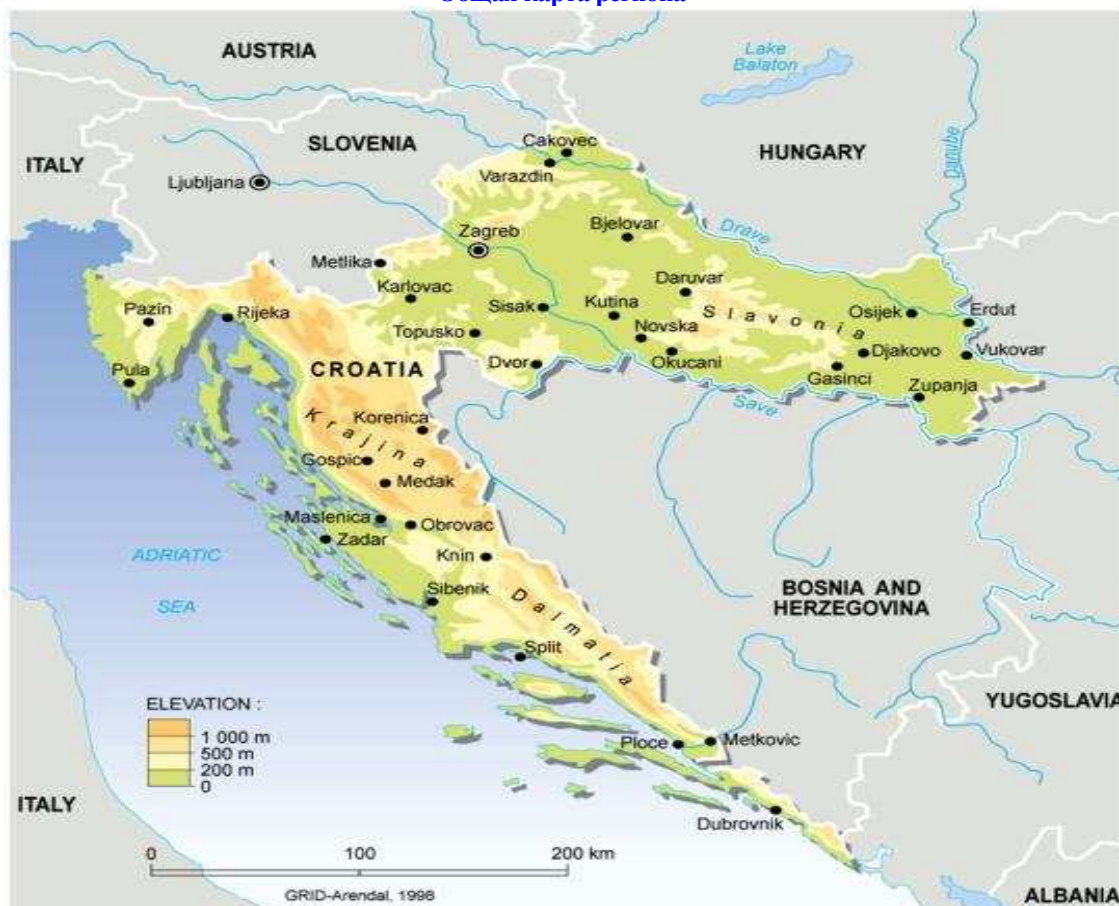 Общая карта региона
AUSTRIA
Lake
Balaton
SLOVENIA
Cakovec
HUNGARY
Danube
ITALY
Ljubljana
Varazdin
Drave
Zagreb
Bjelovar
Metlika
Karlovac
Daruvar
Pazin
Rijeka
Sisak
Kutina
Slavonia
Osijek
Erdut
Topusko
Novska
Pula
CROATIA
Dvor
Okucani
Djakovo
Vukovar
Gasinci
Zupanja
Save
Krajina
Korenica
Gospic
Medak
Maslenica
Obrovac
Zadar
ADRIATIC
SEA
Knin
Sibenik
Dalmatia
BOSNIA AND
HERZEGOVINA
Split
YUGOSLAVIA
ELEVATION :
1 000 m
500 m
200 m
0
Ploce
Metkovic
ITALY
Dubrovnik
0 100 200 km
GRID-Arendal, 1998
ALBANIA